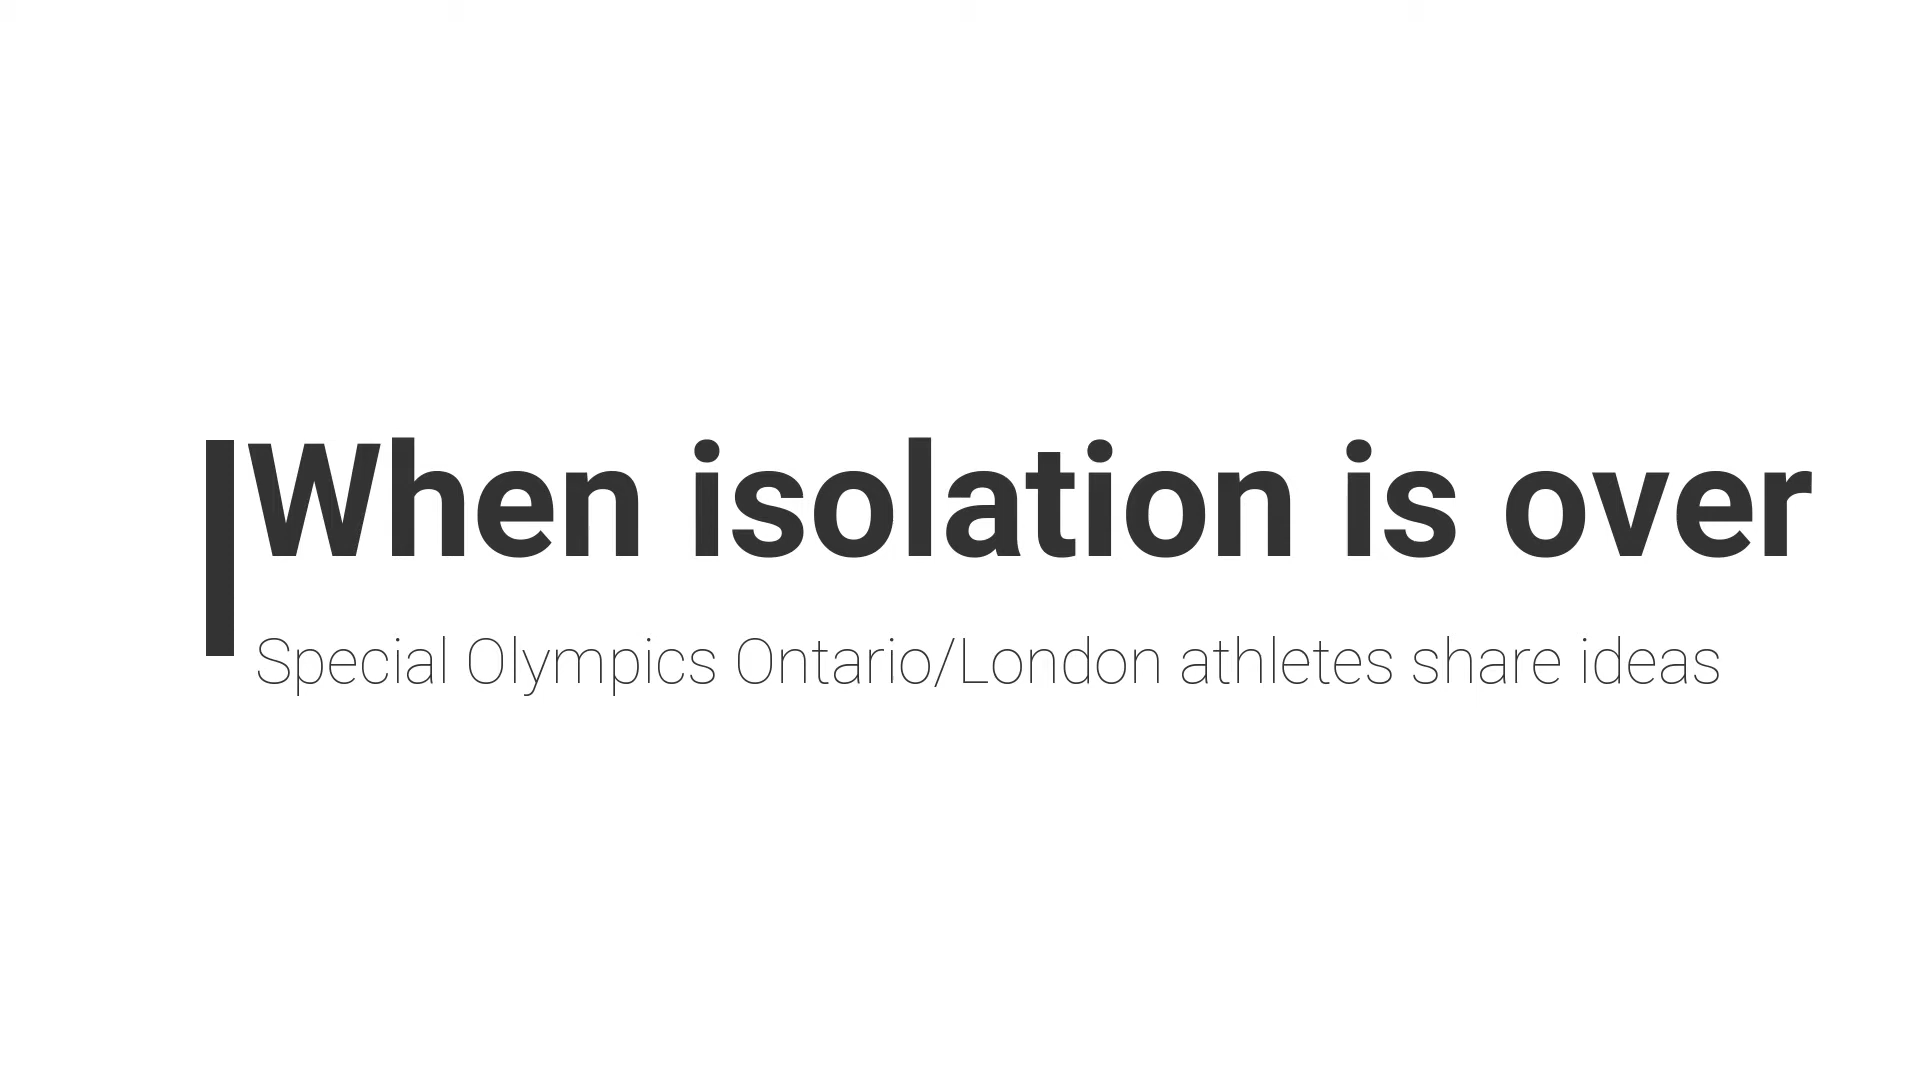 When isolation is over
Special Olympics Ontario/London athletes share ideas